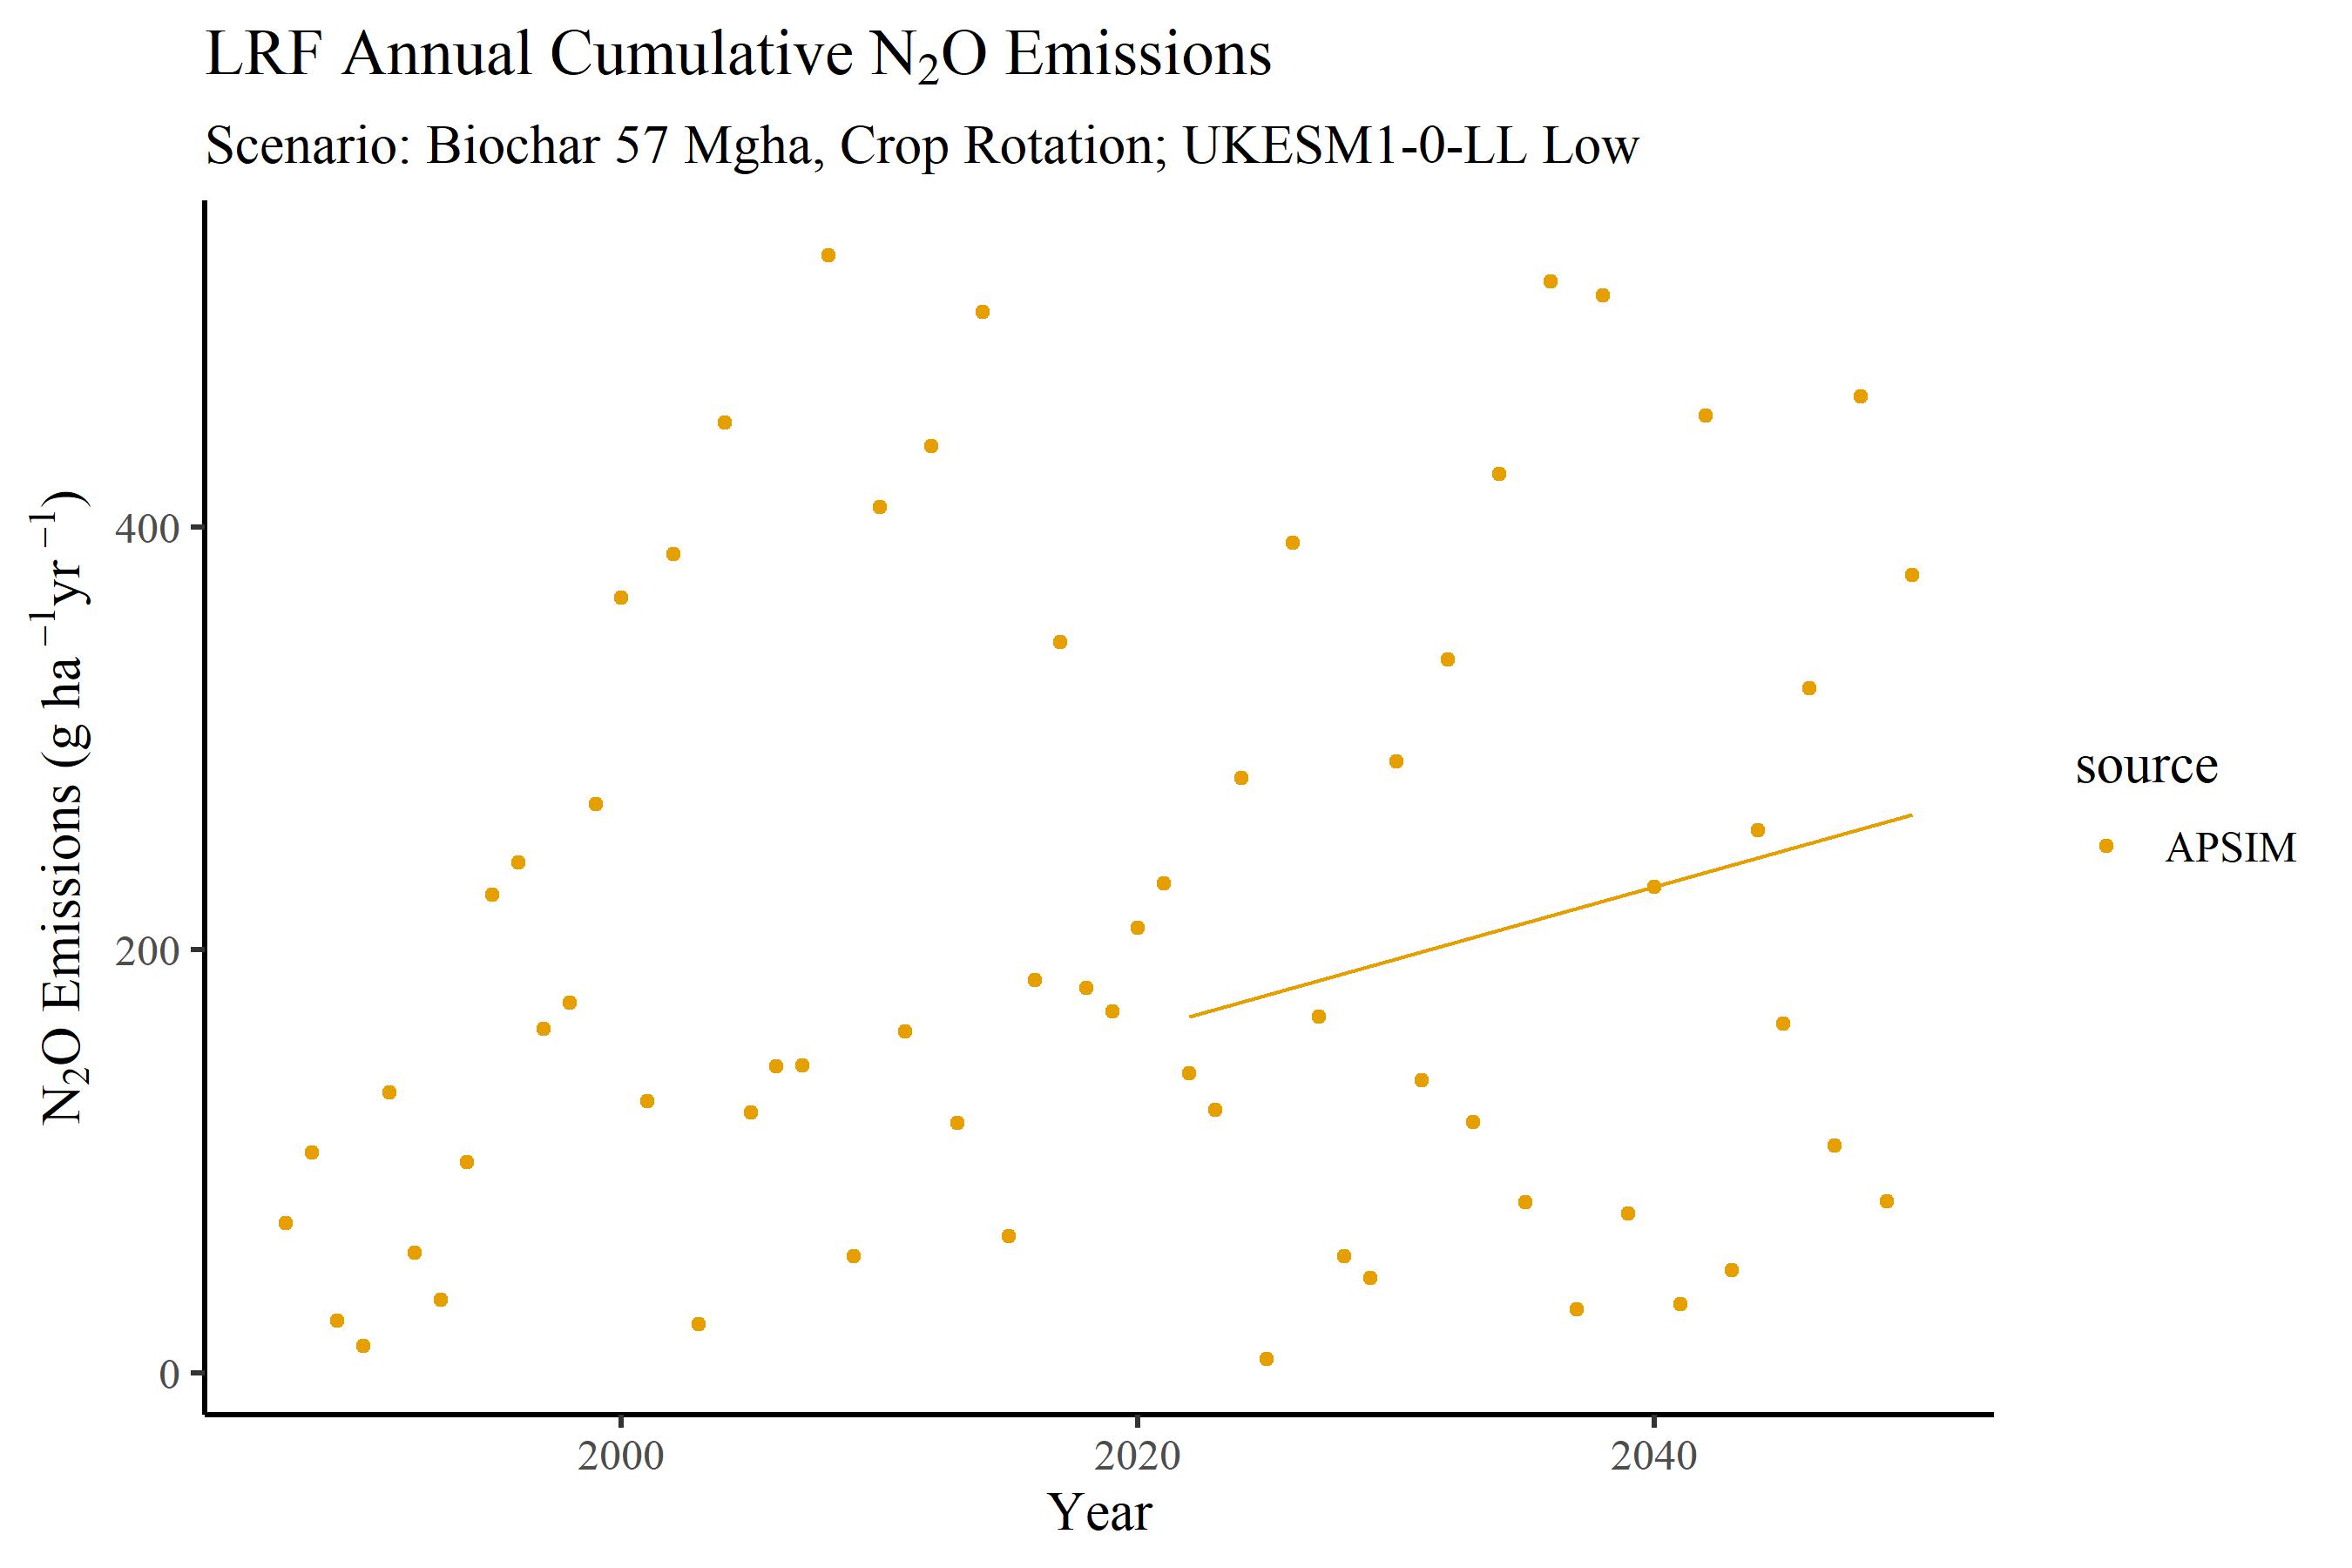 LRF Annual Cumulative N₂O Emissions
Scenario: Biochar 57 Mgha, Crop Rotation; UKESM1-0-LL Low
N₂O Emissions (g ha ⁻¹yr ⁻¹)
400
200
0
2000 2020 2040
Year
source
APSIM